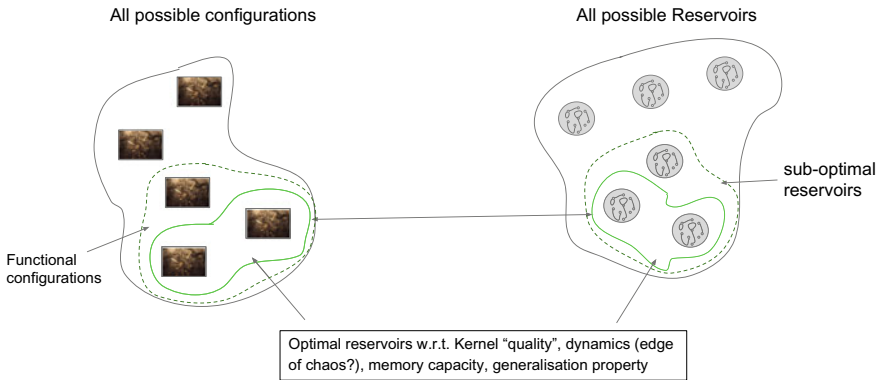 All possible configurations
All possible Reservoirs
sub-optimal
reservoirs
Functional
configurations
Optimal reservoirs w.r.t. Kernel “quality”, dynamics (edge
of chaos?), memory capacity, generalisation property